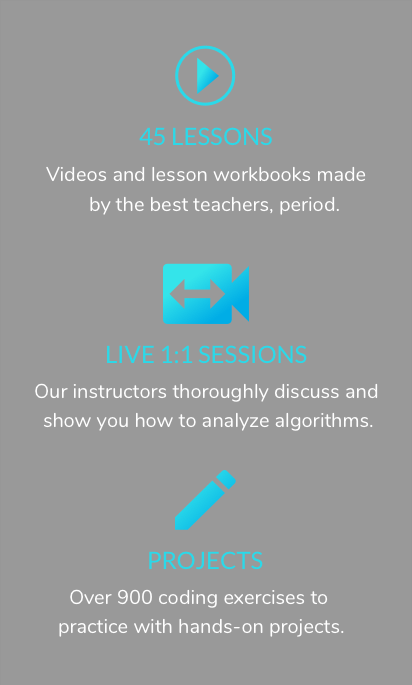 45 LESSONS
Videos and lesson workbooks made
by the best teachers, period.
LIVE 1:1 SESSIONS
Our instructors thoroughly discuss and
show you how to analyze algorithms.
PROJECTS
Over 900 coding exercises to
practice with hands-on projects.